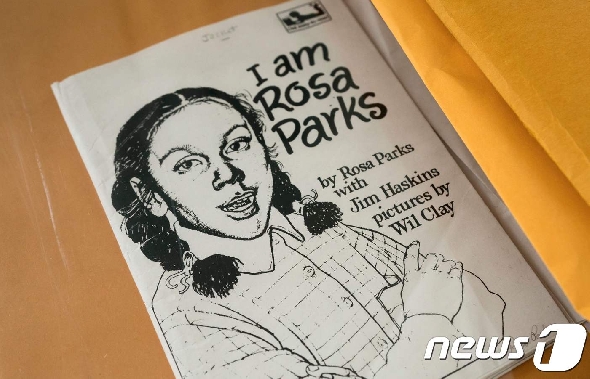 I am
Rosa
Parks
by Rosa Parks
with
Jim Haskins
pictures by
Wil Clay
news1